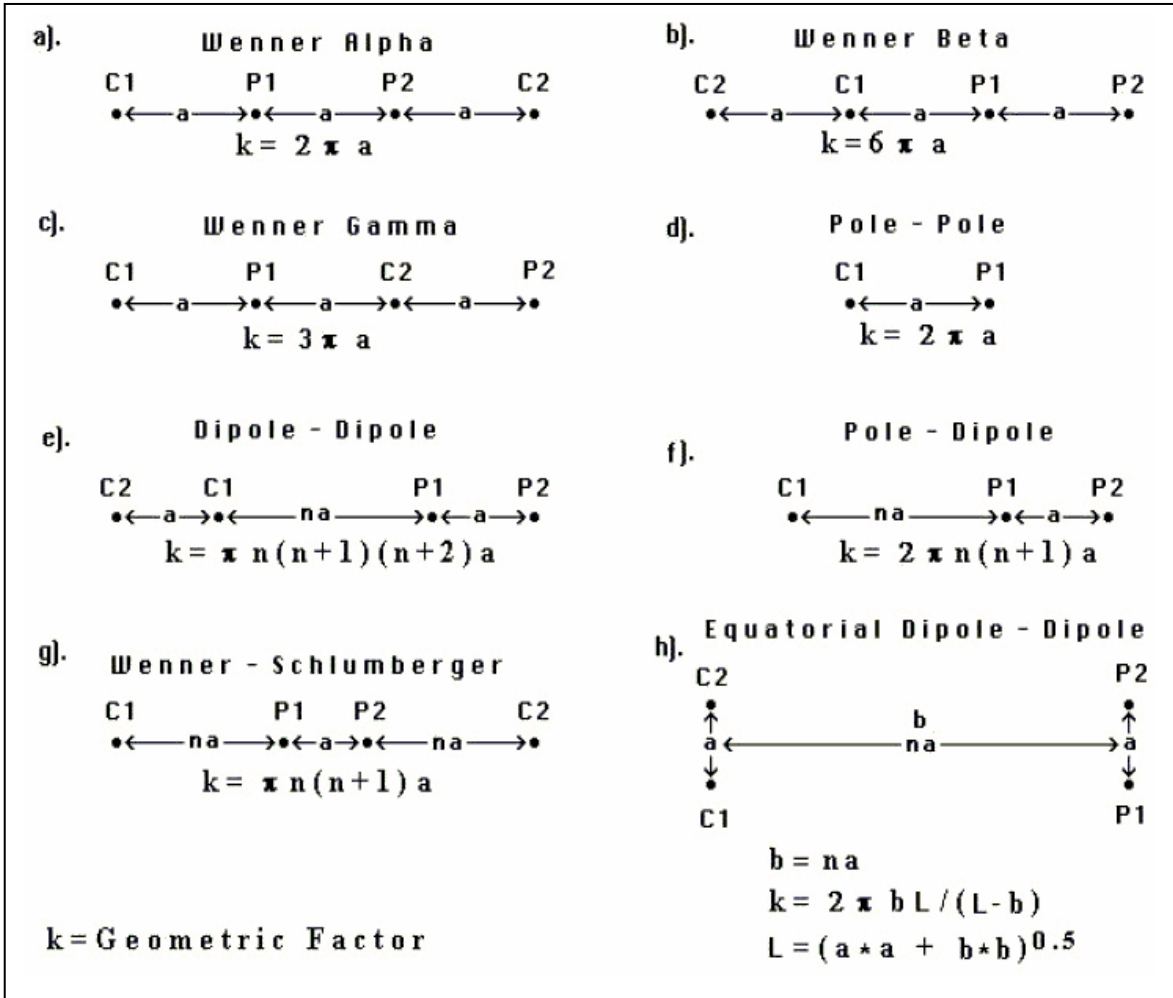 a).
Wenner Alpha
C1 P1 P2 C2
a a a
k= 2 π a
b).
Wenner Beta
C2 C1 P1 P2
a a a
k=6 π a
c).
Wenner Gamma
C1 P1 C2 P2
a a a
k= 3 π a
d).
Pole - Pole
C1 P1
a
k= 2 π a
e).
Dipole - Dipole
C2 C1 P1 P2
a na a
k= π n(n+1)(n+2)a
f).
Pole - Dipole
C1 P1 P2
na a
k= 2 π n(n+1)a
g).
Wenner - Schlumberger
C1 P1 P2 C2
na a na
k= π n(n+1)a
h).
Equatorial Dipole - Dipole
C2 P2
b
a na a
C1 P1
b = na
k= 2 π bL/(L-b)
L=(a*a + b*b)0.5
k=Geometric Factor